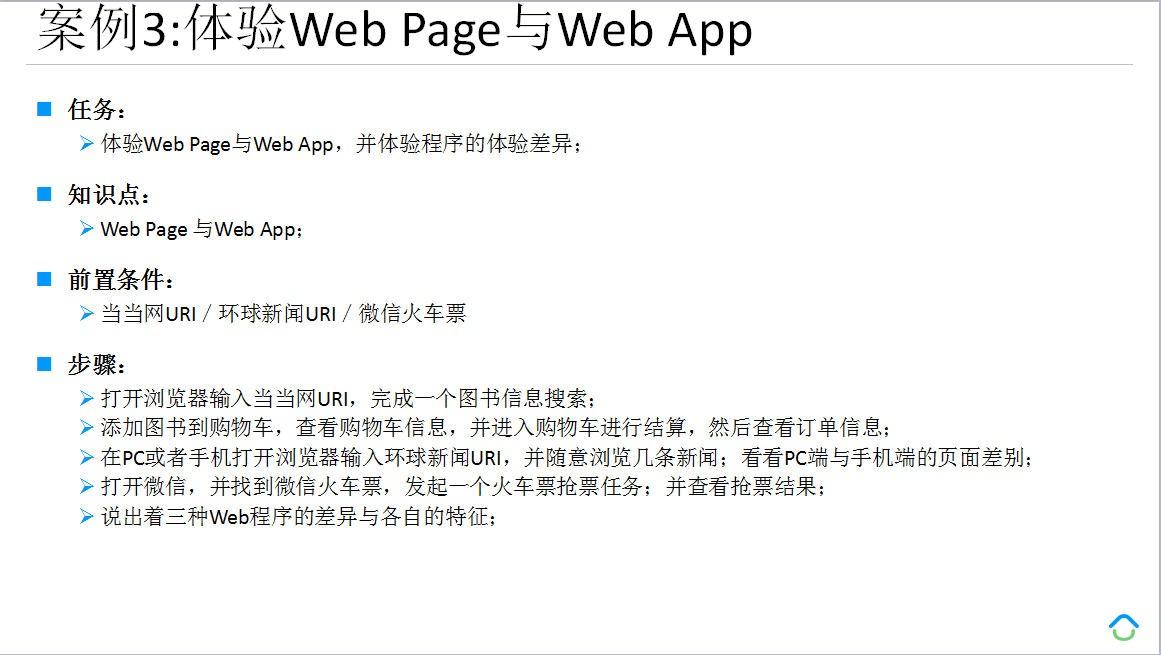 案例3:体验Web Page与Web App
任务：
体验Web Page与Web App，并体验程序的体验差异；
知识点：
Web Page 与Web App；
前置条件：
当当网URI / 环球新闻URI / 微信火车票
步骤：
打开浏览器输入当当网URI，完成一个图书信息搜索；
添加图书到购物车，查看购物车信息，并进入购物车进行结算，然后查看订单信息；
在PC或者手机打开浏览器输入环球新闻URI，并随意浏览几条新闻；看看PC端与手机端的页面差别；
打开微信，并找到微信火车票，发起一个火车票抢票任务；并查看抢票结果；
说出着三种Web程序的差异与各自的特征；